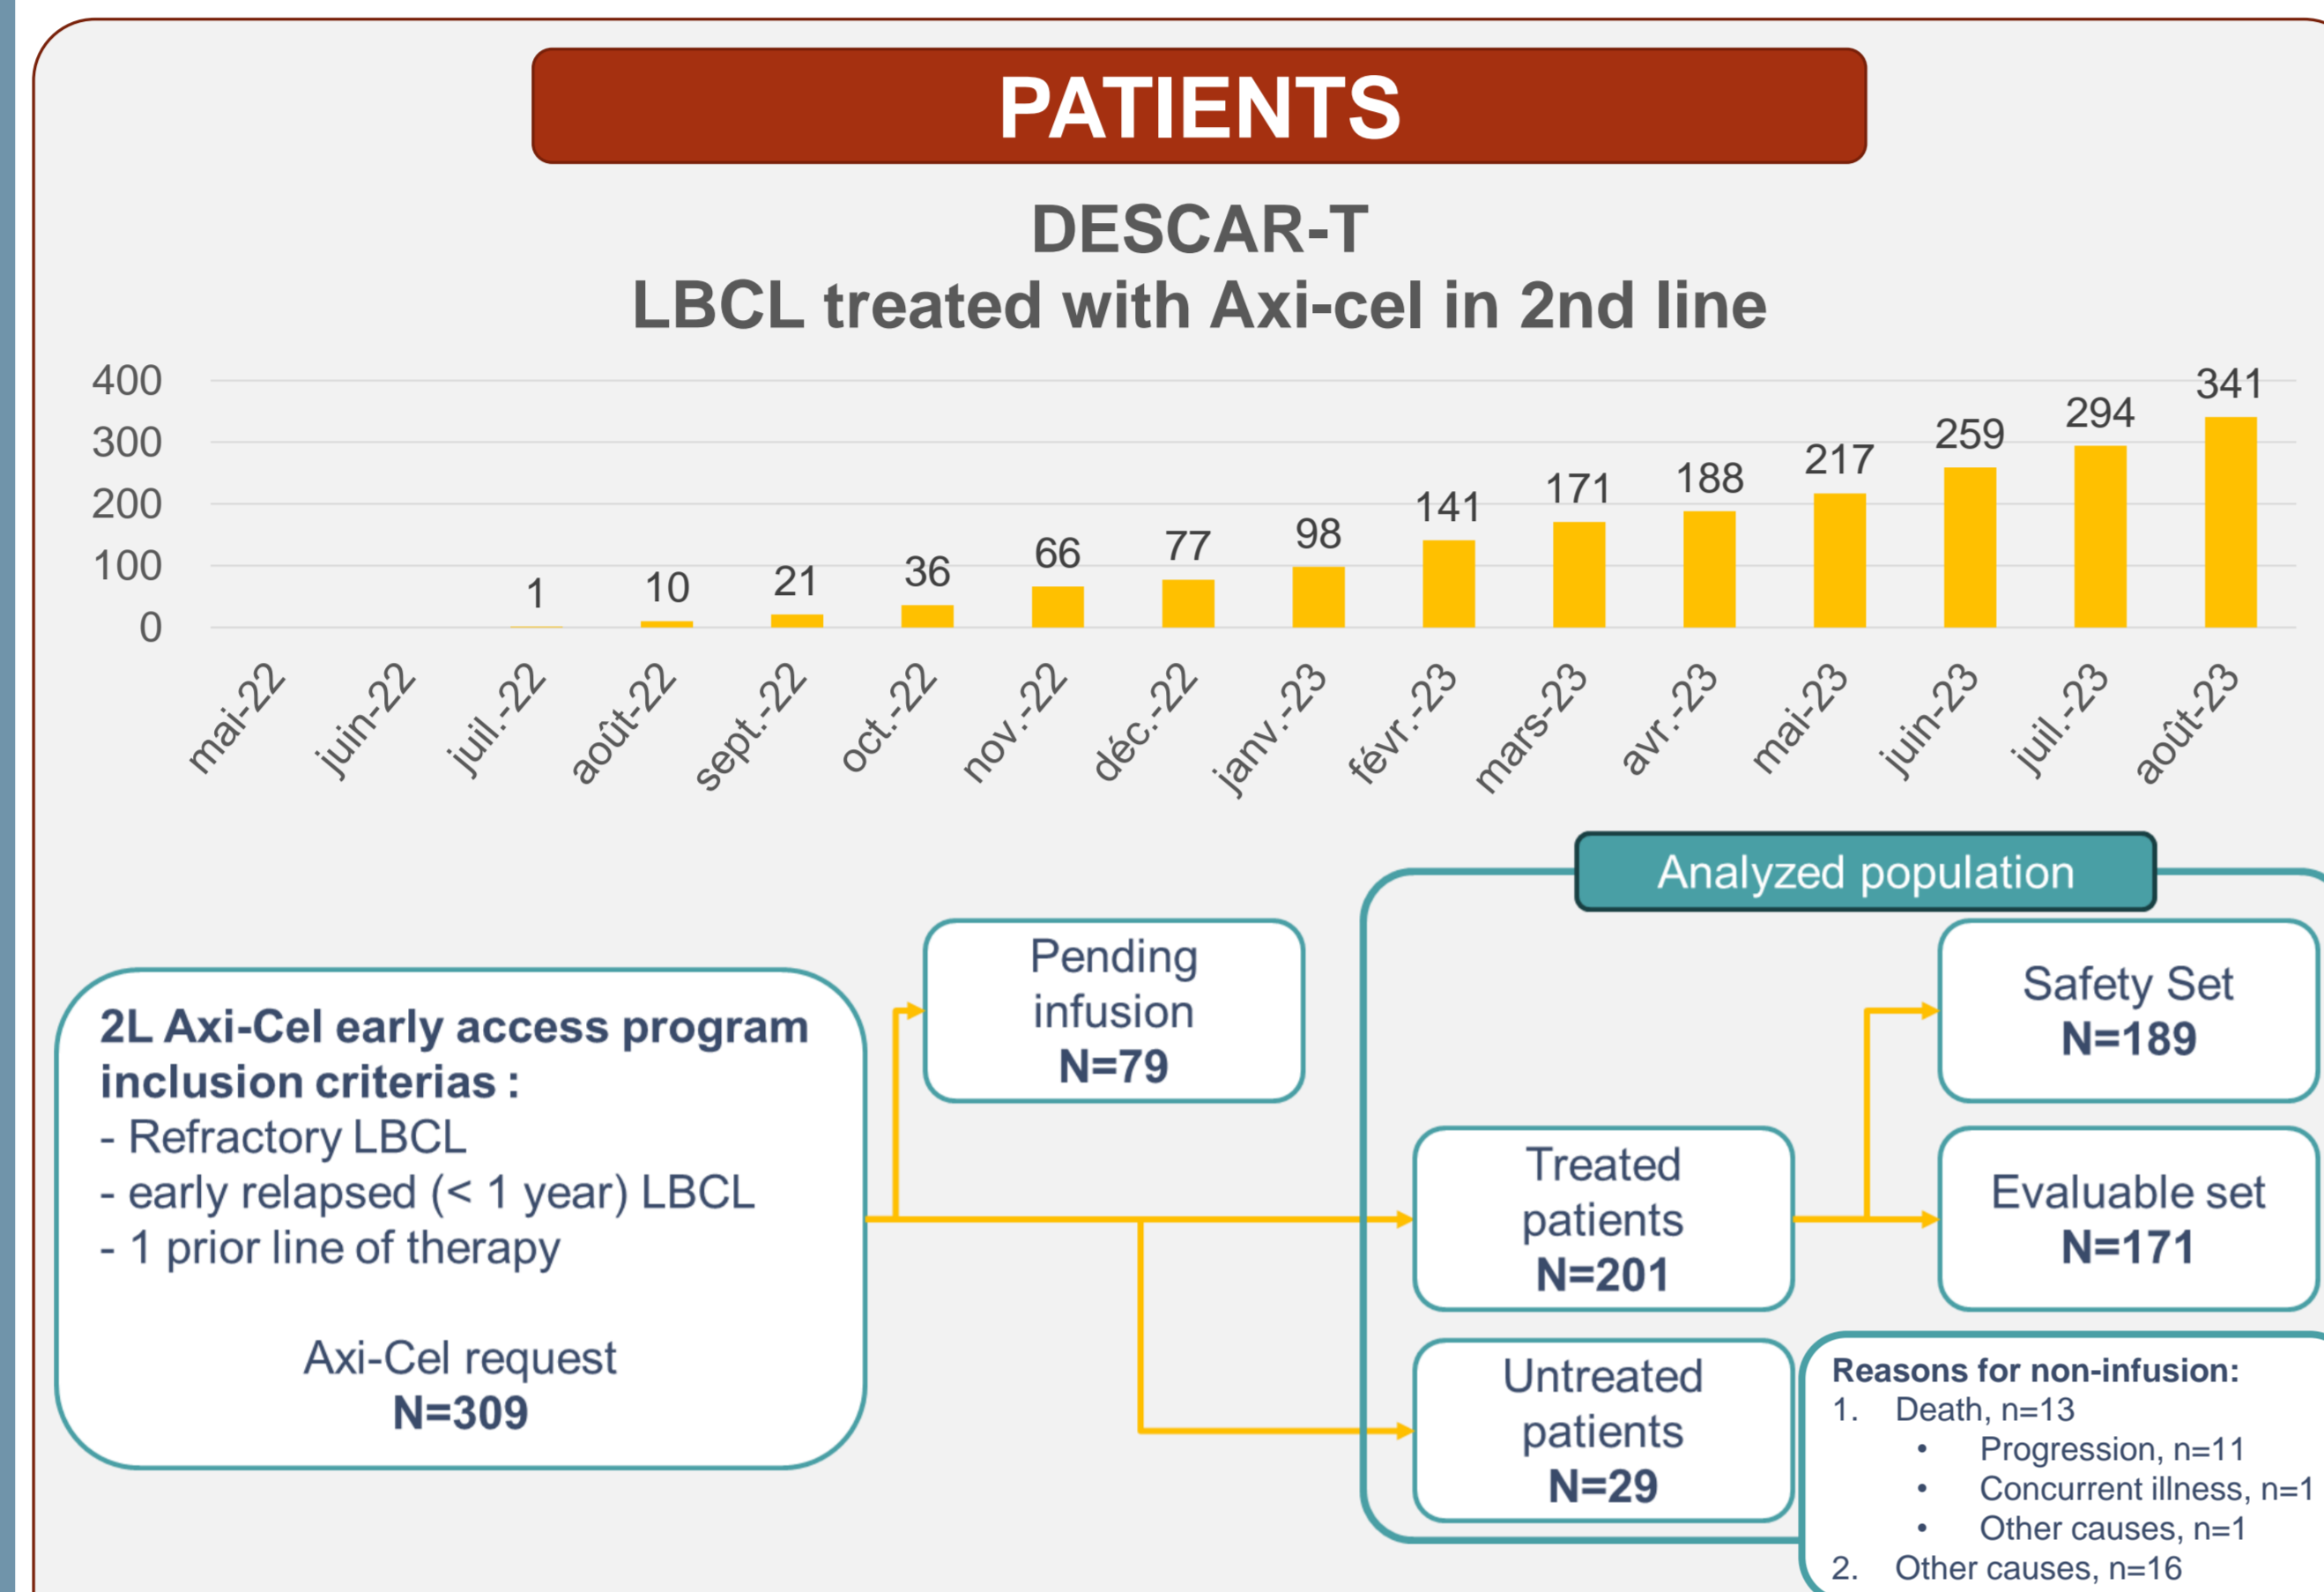 PATIENTS
DESCAR-T
LBCL treated with Axi-cel in 2nd line
400
300
200
100
0
1
10
21
36
66
77
98
141
171
188
217
259
294
341
mai-22
juin-22
juil.-22
août-22
sept.-22
oct.-22
nov.-22
déc.-22
janv.-23
févr.-23
mars-23
avr.-23
mai-23
juin-23
juil.-23
août-23
2L Axi-Cel early access program
inclusion criterias :
- Refractory LBCL
- early relapsed (< 1 year) LBCL
- 1 prior line of therapy
Axi-Cel request
N=309
Pending
infusion
N=79
Analyzed population
Treated
patients
N=201
Untreated
patients
N=29
Safety Set
N=189
Evaluable set
N=171
Reasons for non-infusion:
1. Death, n=13
• Progression, n=11
• Concurrent illness, n=1
• Other causes, n=1
2. Other causes, n=16